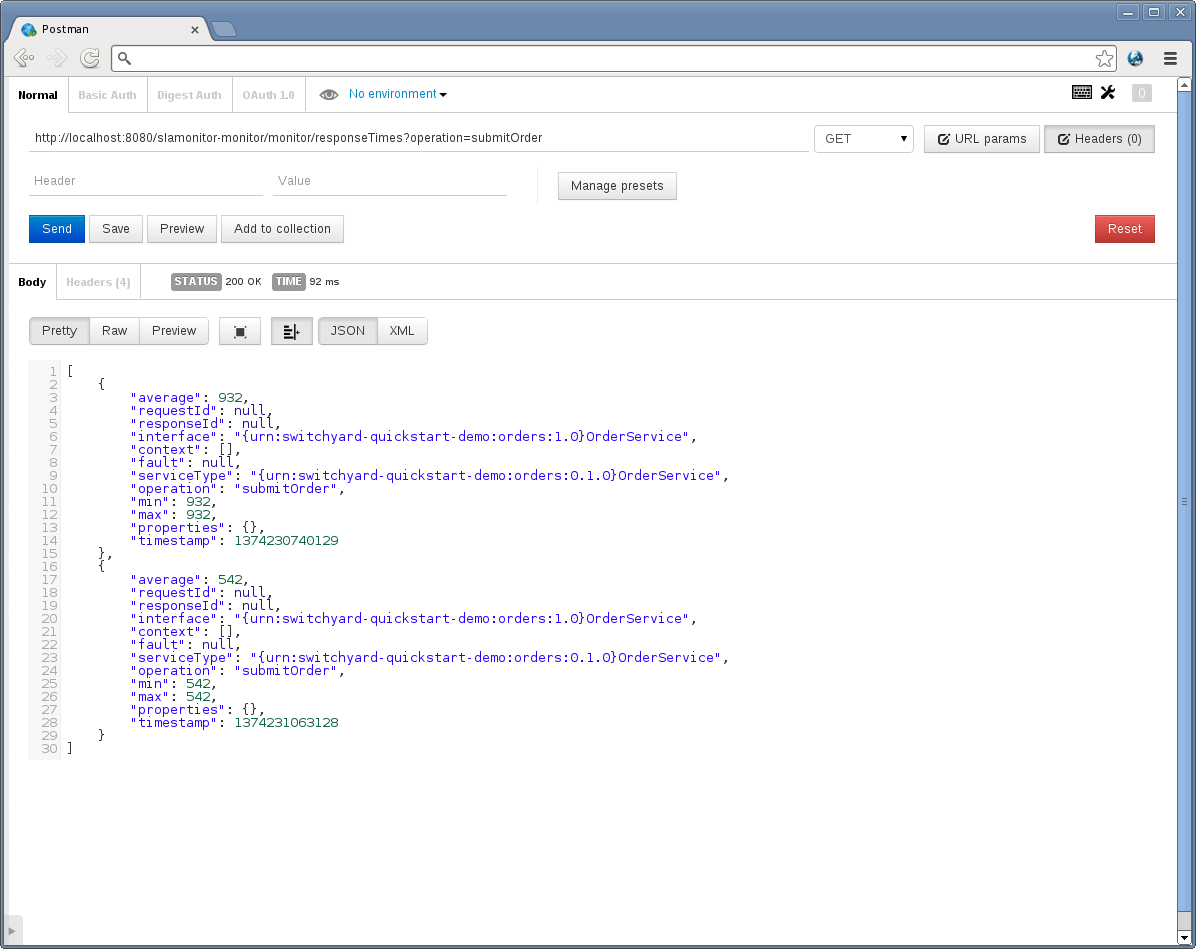 Postman
Normal Basic Auth Digest Auth OAuth 1.0 No environment 0
http://localhost:8080/slamonitor-monitor/monitor/responseTimes?operation=submitOrder GET URL params Headers (0)
Header Value Manage presets
Send Save Preview Add to collection Reset
Body Headers (4) STATUS 200 OK TIME 92 ms
Pretty Raw Preview JSON XML
1 [
2 {
3 "average": 932,
4 "requestId": null,
5 "responseId": null,
6 "interface": "{urn:switchyard-quickstart-demo:orders:1.0}OrderService",
7 "context": [],
8 "fault": null,
9 "serviceType": "{urn:switchyard-quickstart-demo:orders:0.1.0}OrderService",
10 "operation": "submitOrder",
11 "min": 932,
12 "max": 932,
13 "properties": {},
14 "timestamp": 1374230740129
15 },
16 {
17 "average": 542,
18 "requestId": null,
19 "responseId": null,
20 "interface": "{urn:switchyard-quickstart-demo:orders:1.0}OrderService",
21 "context": [],
22 "fault": null,
23 "serviceType": "{urn:switchyard-quickstart-demo:orders:0.1.0}OrderService",
24 "operation": "submitOrder",
25 "min": 542,
26 "max": 542,
27 "properties": {},
28 "timestamp": 1374231063128
29 }
30 ]